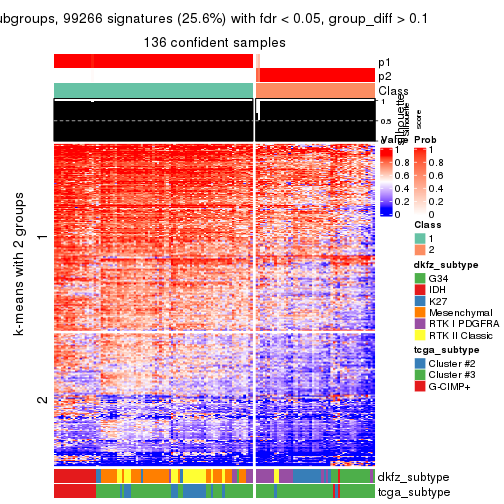 ubgroups, 99266 signatures (25.6%) with fdr < 0.05, group_diff > 0.1
136 confident samples
p1
p2
Class
1
0.5
silhouette
score
k-means with 2 groups
1
2
Value
1
0.8
0.6
0.4
0.2
0
Prob
1
0.8
0.6
0.4
0.2
0
Class
1
2
dkfz_subtype
G34
IDH
K27
Mesenchymal
RTK I PDGFRA
RTK II Classic
tcga_subtype
Cluster #2
Cluster #3
G-CIMP+
dkfz_subtype
tcga_subtype